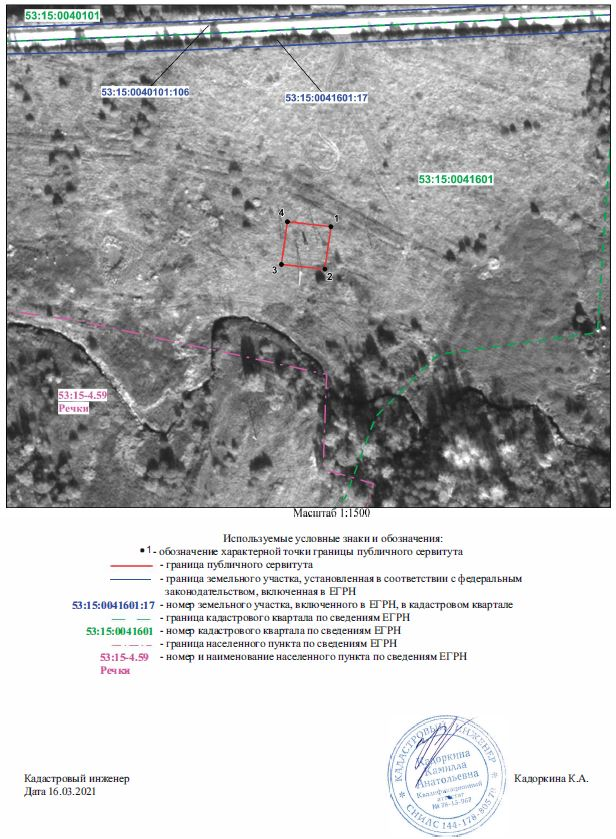 53:15:0040101
53:15:0040101:106
53:15:0041601:17
53:15:0041601
4
1
3
2
53:15-4.59
Речки
Масштаб 1:1500
Используемые условные знаки и обозначения:
1 - обозначение характерной точки границы публичного сервитута
- граница публичного сервитута
- граница земельного участка, установленная в соответствии с федеральным
законодательством, включенная в ЕГРН
53:15:0041601:17 - номер земельного участка, включенного в ЕГРН, в кадастровом квартале
- граница кадастрового квартала по сведениям ЕГРН
53:15:0041601 - номер кадастрового квартала по сведениям ЕГРН
- граница населенного пункта по сведениям ЕГРН
53:15-4.59 - номер и наименование населенного пункта по сведениям ЕГРН
Речки
КАДАСТРОВЫЙ ИНЖЕНЕР
Кадоркина
Камилла
Анатольевна
Квалификационный
аттестат
СНИЛС 144-178-805 70
Кадастровый инженер
Кадоркина К.А.
Дата 16.03.2021